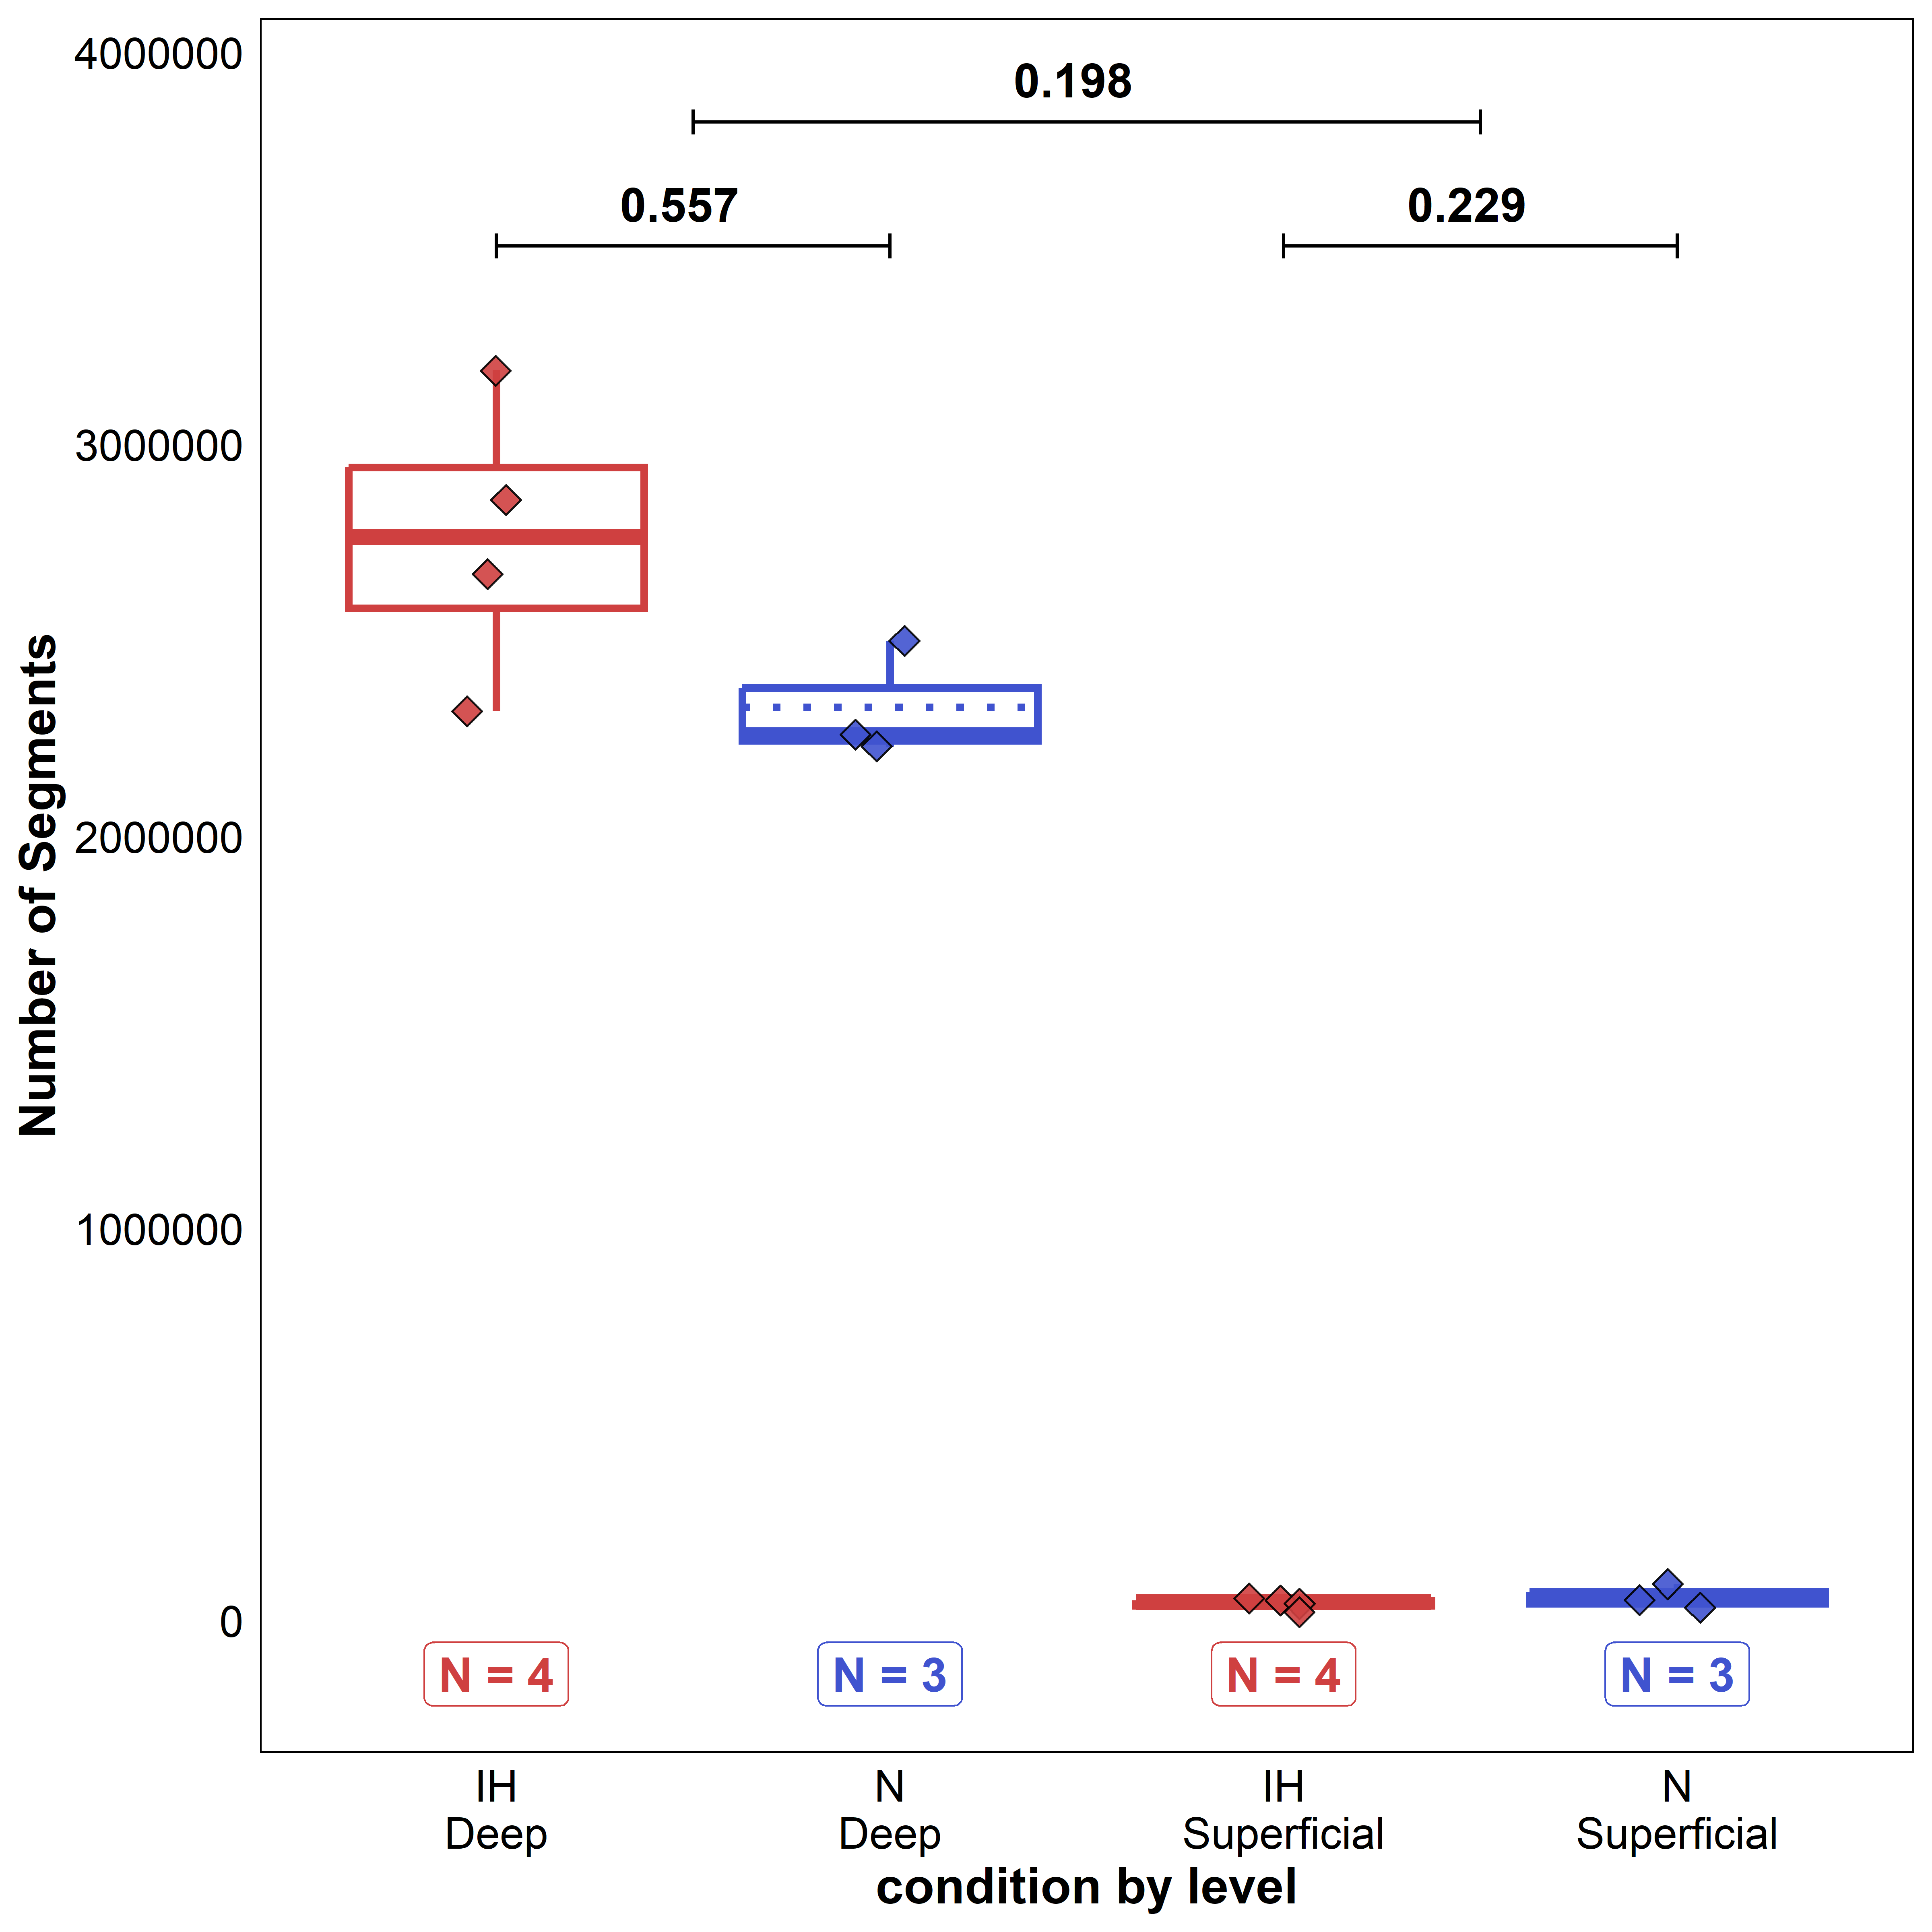 4000000
3000000
2000000
1000000
0
Number of Segments
0.198
0.557
0.229
N = 4
N = 3
N = 4
N = 3
IH
Deep
N
Deep
IH
Superficial
N
Superficial
condition by level